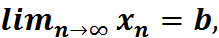 lim_{n→∞} x_n = b,